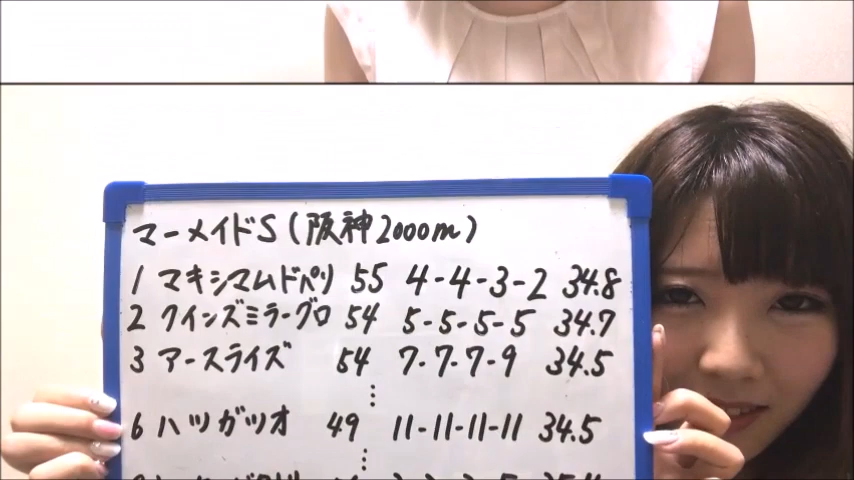 マーメイドS(阪神2000m)
1 マキシマムドパリ 55 4-4-3-2 34.8
2 クインズミラーグロ 54 5-5-5-5 34.7
3 アースライズ 54 7-7-7-9 34.5
⋮
6 ハツガツオ 49 11-11-11-11 34.5
⋮